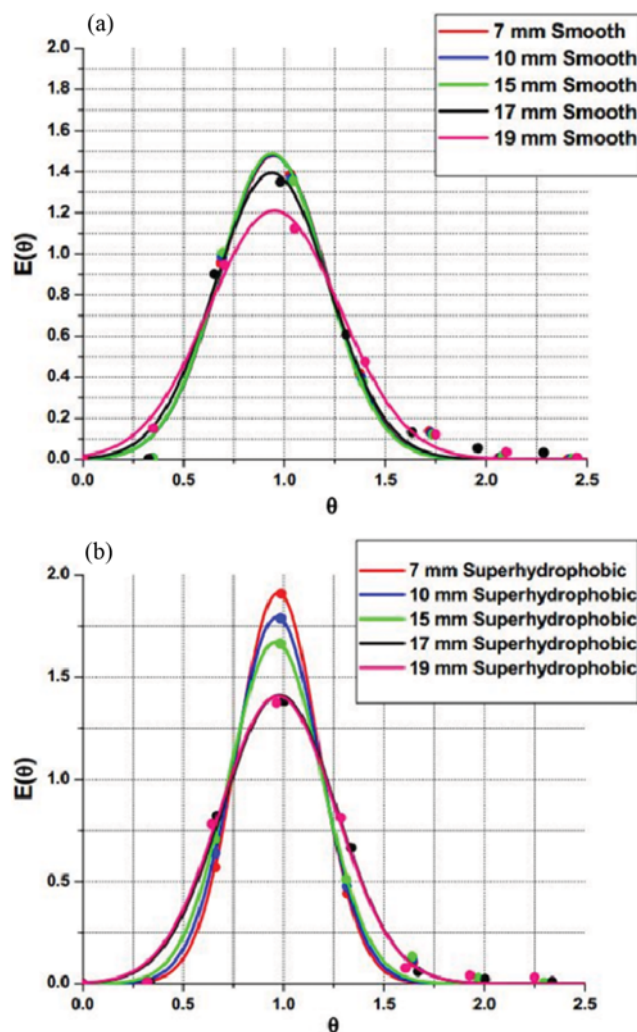 (a)
7 mm Smooth
10 mm Smooth
15 mm Smooth
17 mm Smooth
19 mm Smooth
2.0
1.8
1.6
1.4
1.2
1.0
0.8
0.6
0.4
0.2
0.0
E(θ)
0.0 0.5 1.0 1.5 2.0 2.5
θ
(b)
7 mm Superhydrophobic
10 mm Superhydrophobic
15 mm Superhydrophobic
17 mm Superhydrophobic
19 mm Superhydrophobic
2.0
1.5
1.0
0.5
0.0
E(θ)
0.0 0.5 1.0 1.5 2.0 2.5
θ